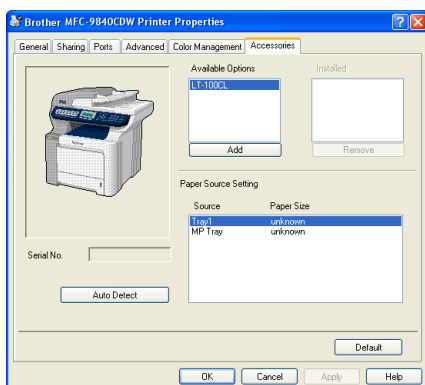 Brother MFC-9840CDW Printer Properties
General Sharing Ports Advanced Color Management Accessories
Available Options
Installed
LT-100CL
Add
Remove
Paper Source Setting
Source Paper Size
Tray1 unknown
MP Tray unknown
Serial No.
Auto Detect
Default
OK Cancel Apply Help